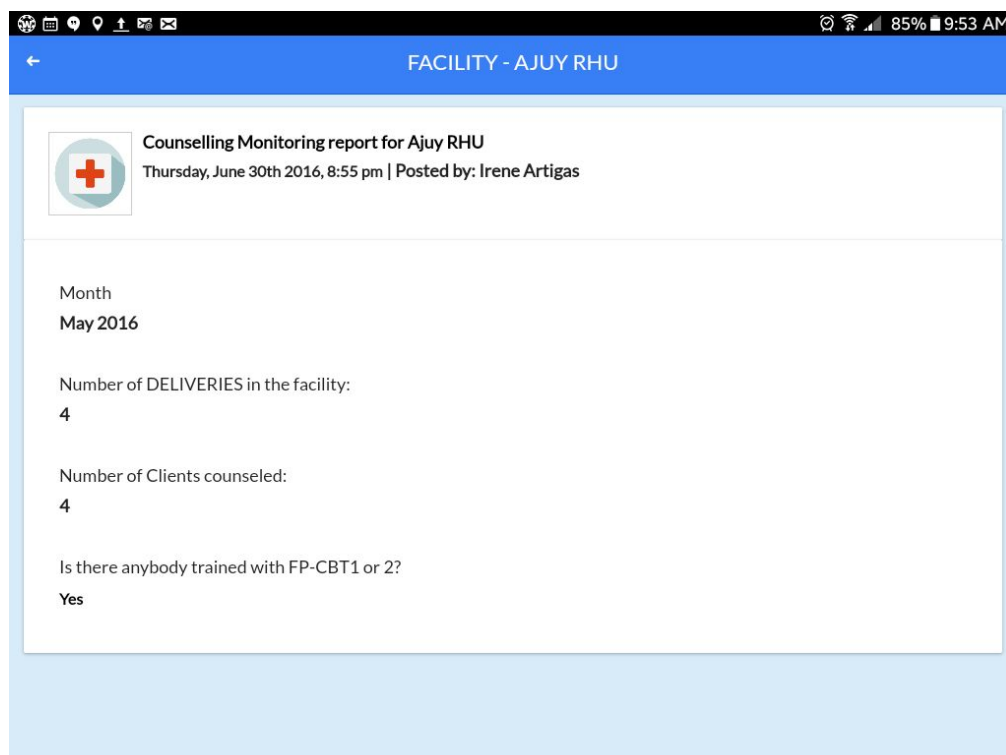 85% 9:53 AM
FACILITY - AJUY RHU
Counselling Monitoring report for Ajuy RHU
Thursday, June 30th 2016, 8:55 pm | Posted by: Irene Artigas
Month
May 2016
Number of DELIVERIES in the facility:
4
Number of Clients counseled:
4
Is there anybody trained with FP-CBT1 or 2?
Yes